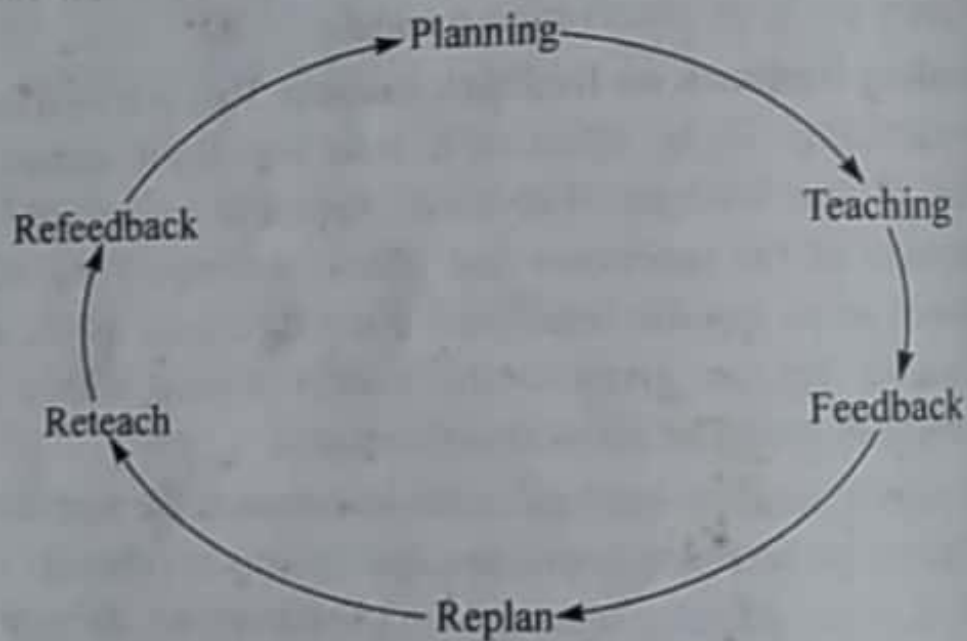 Planning
Teaching
Feedback
Replan
Reteach
Refeedback